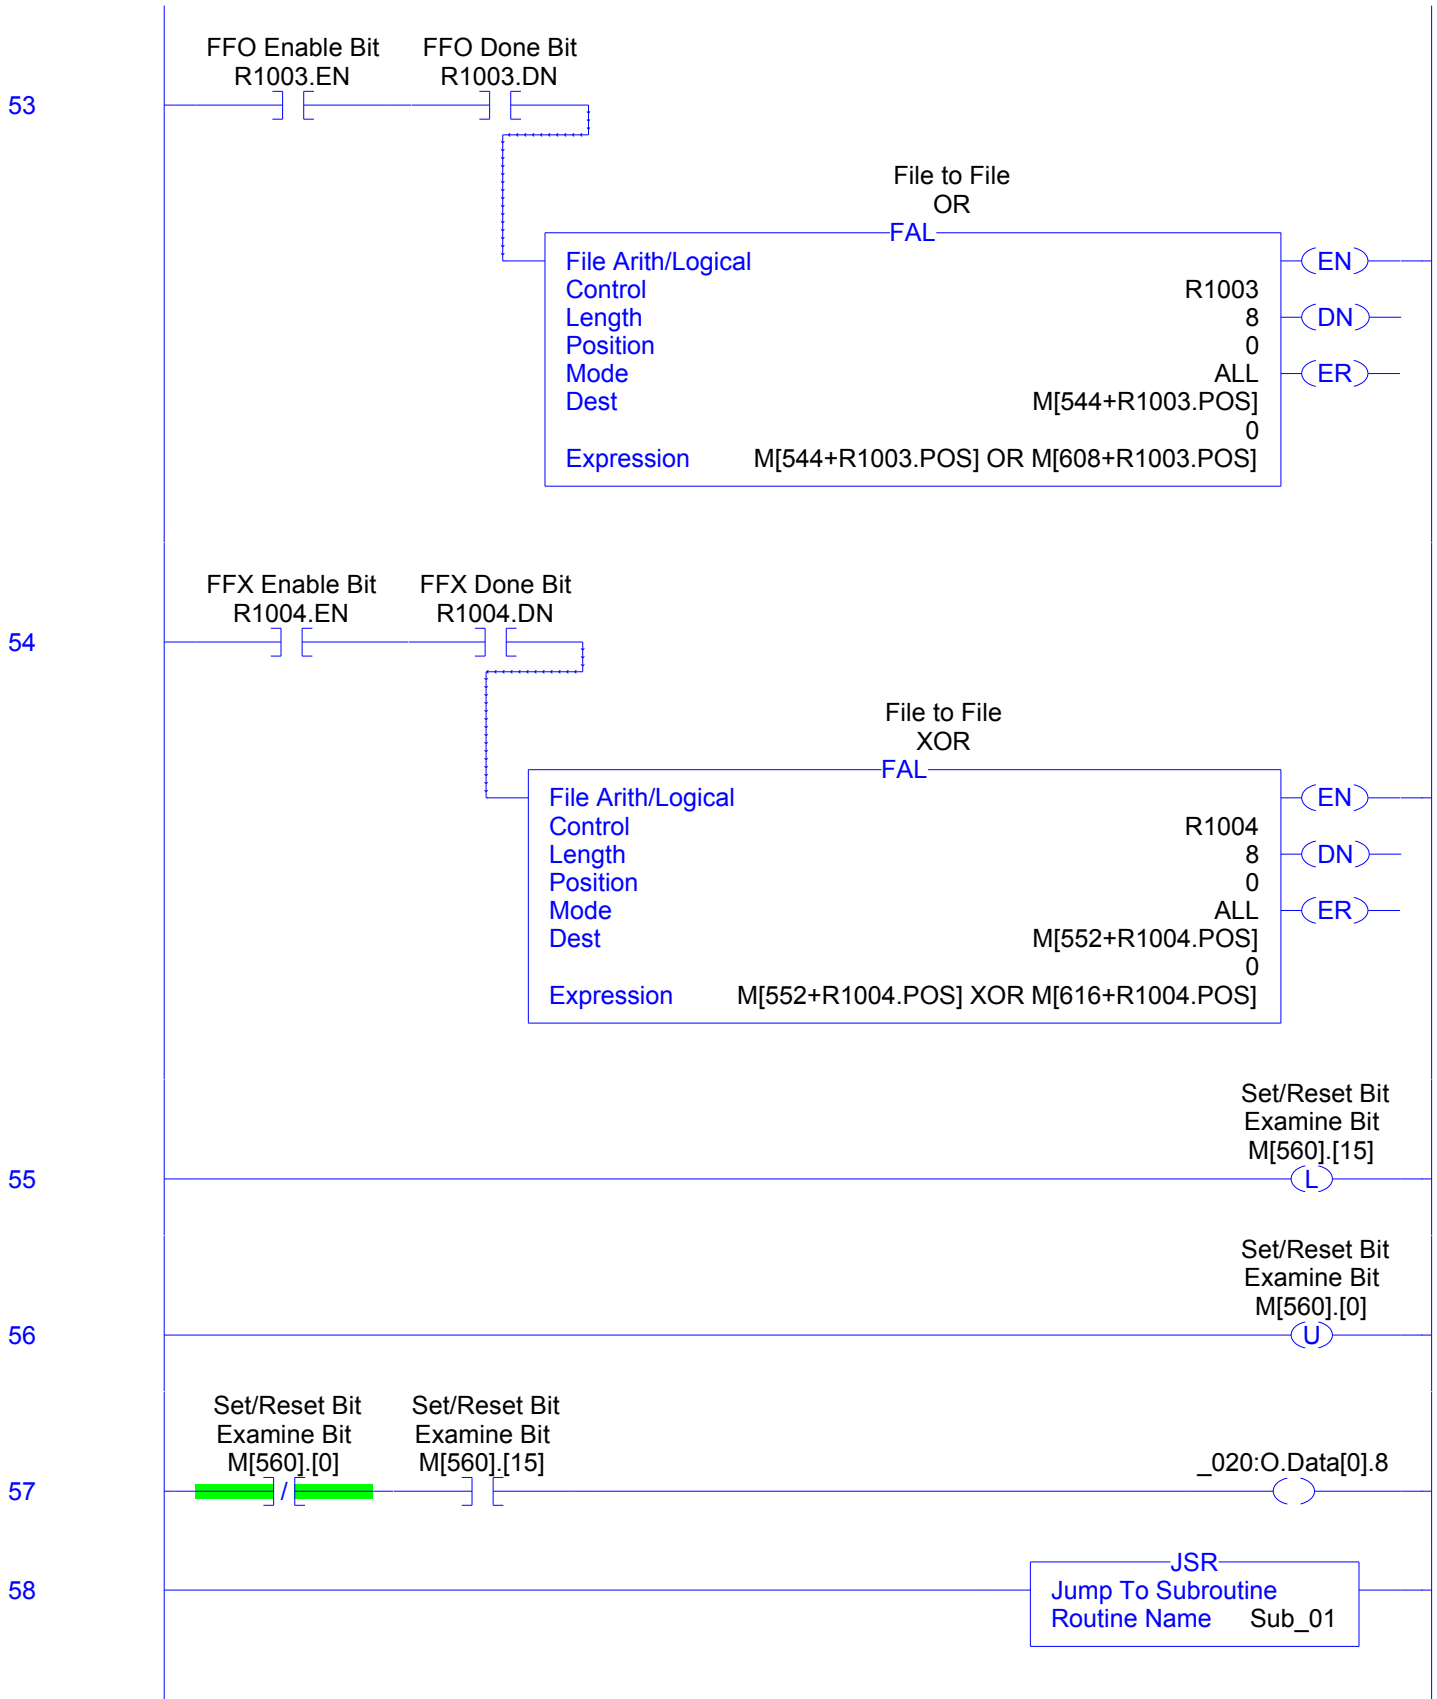 FFO Enable Bit FFO Done Bit
R1003.EN R1003.DN
53
File to File
OR
FAL
File Arith/Logical EN
Control R1003
Length 8 DN
Position 0
Mode ALL ER
Dest M[544+R1003.POS]
0
Expression M[544+R1003.POS] OR M[608+R1003.POS]
FFX Enable Bit FFX Done Bit
R1004.EN R1004.DN
54
File to File
XOR
FAL
File Arith/Logical EN
Control R1004
Length 8 DN
Position 0
Mode ALL ER
Dest M[552+R1004.POS]
0
Expression M[552+R1004.POS] XOR M[616+R1004.POS]
Set/Reset Bit
Examine Bit
M[560].[15]
55 L
Set/Reset Bit
Examine Bit
M[560].[0]
56 U
Set/Reset Bit Set/Reset Bit
Examine Bit Examine Bit
M[560].[0] M[560].[15] _020:O.Data[0].8
57 /
JSR
58 Jump To Subroutine
Routine Name Sub_01